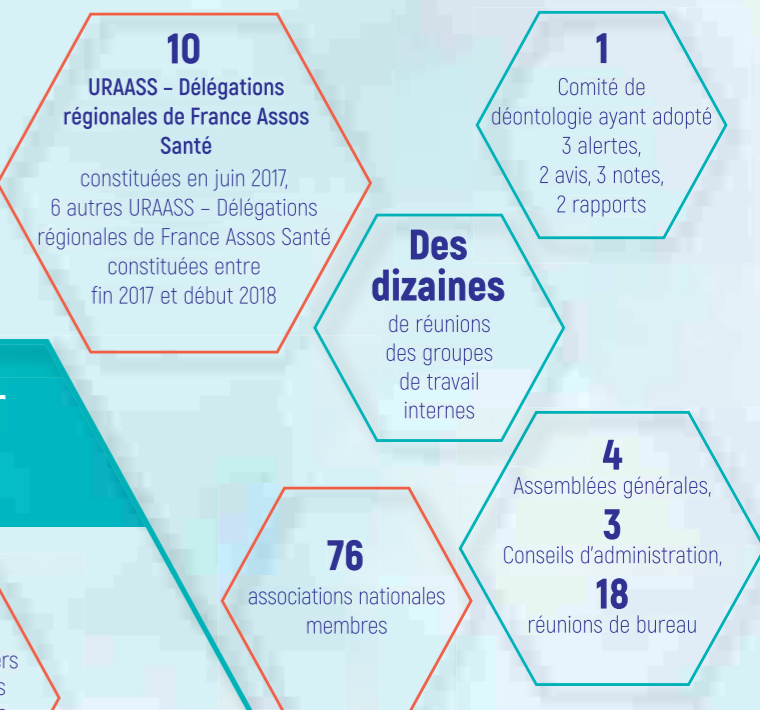 10
URAASS – Délégations
régionales de France Assos
Santé
constituées en juin 2017,
6 autres URAASS – Délégations
régionales de France Assos Santé
constituées entre
fin 2017 et début 2018
1
Comité de
déontologie ayant adopté
3 alertes,
2 avis, 3 notes,
2 rapports
Des
dizaines
de réunions
des groupes
de travail
internes
4
Assemblées générales,
3
Conseils d'administration,
18
réunions de bureau
76
associations nationales
membres